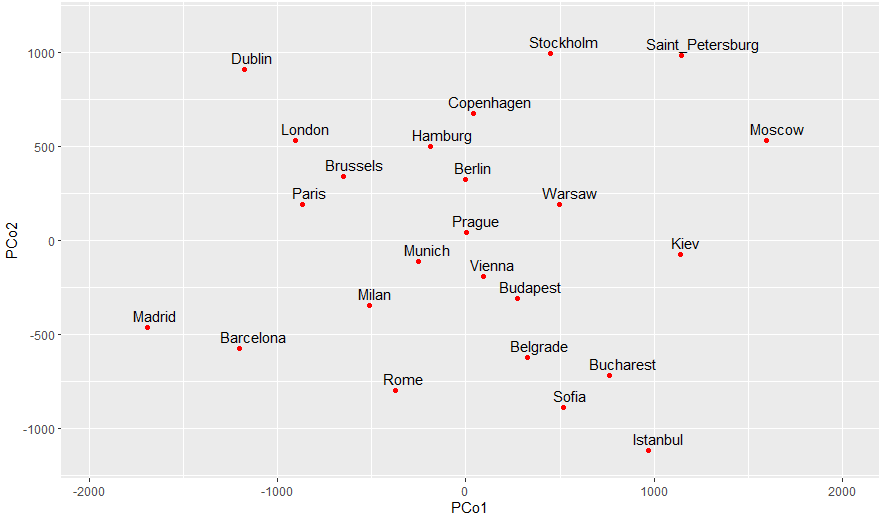 Stockholm
Saint_Petersburg
1000
Dublin
Copenhagen
London
Hamburg
Moscow
500
Brussels
Berlin
Paris
Warsaw
Prague
PCo2
0
Munich
Kiev
Vienna
Budapest
Milan
Madrid
-500
Barcelona
Belgrade
Bucharest
Rome
Sofia
-1000
Istanbul
-2000 -1000 0 1000 2000
PCo1